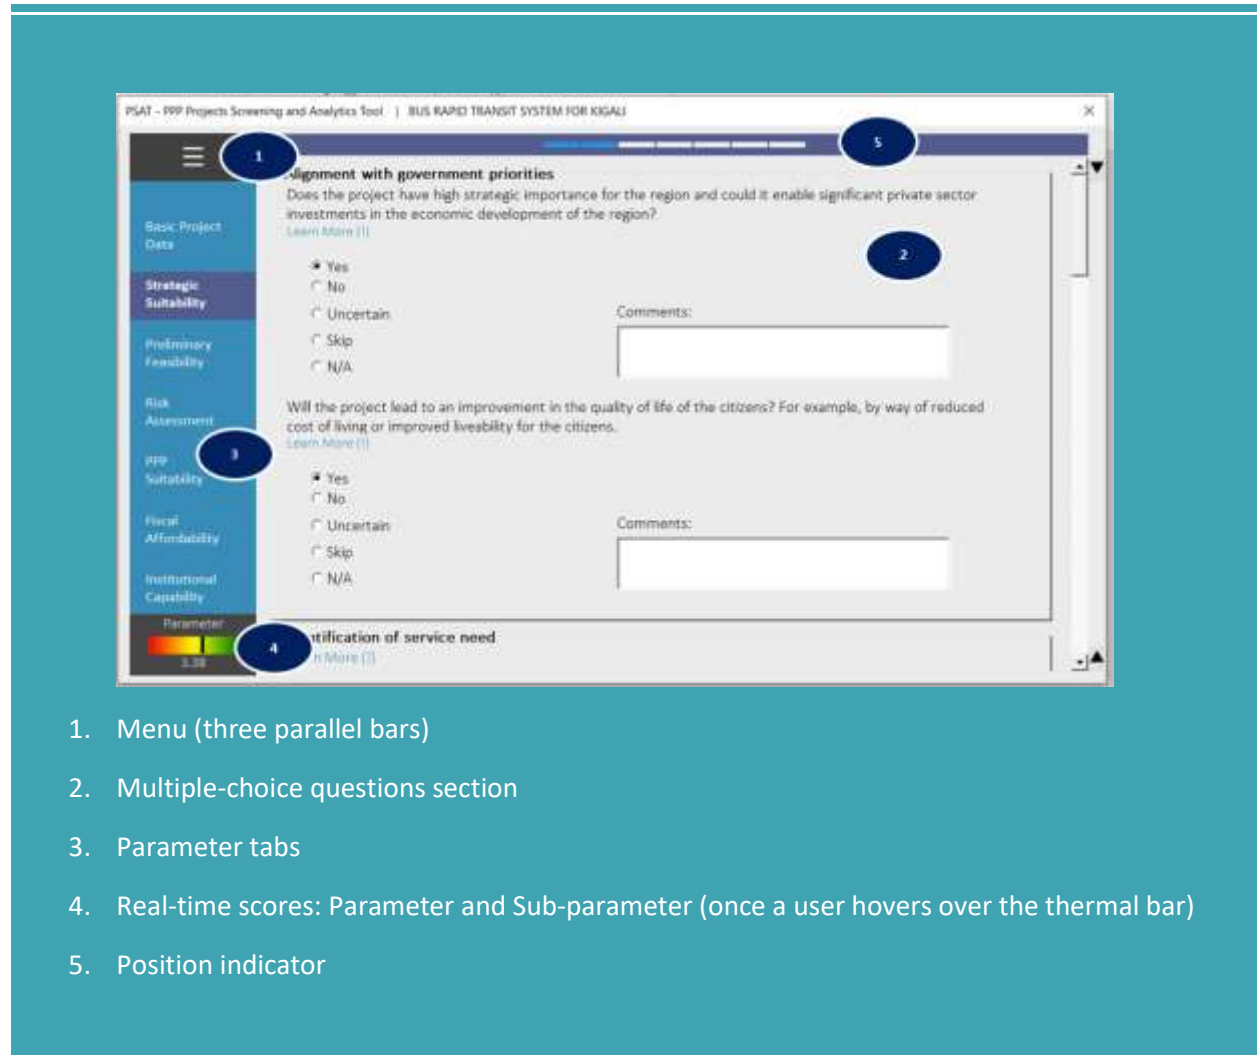 PSAT – PPP Projects Screening and Analytics Tool | BUS RAPID TRANSIT SYSTEM FOR KIGALI
1
5
Alignment with government priorities
Does the project have high strategic importance for the region and could it enable significant private sector
investments in the economic development of the region?
Learn More (!)
2
Basic Project
Data
Strategic
Suitability
Preliminary
Feasibility
Risk
Assessment
PPP
Suitability
Fiscal
Affordability
Institutional
Capability
3
Yes
No
Uncertain
Skip
N/A
Comments:
Will the project lead to an improvement in the quality of life of the citizens? For example, by way of reduced
cost of living or improved liveability for the citizens.
Learn More (!)
Yes
No
Uncertain
Skip
N/A
Comments:
Parameter
3.38
4
ntification of service need
n More (!)
1. Menu (three parallel bars)
2. Multiple-choice questions section
3. Parameter tabs
4. Real-time scores: Parameter and Sub-parameter (once a user hovers over the thermal bar)
5. Position indicator